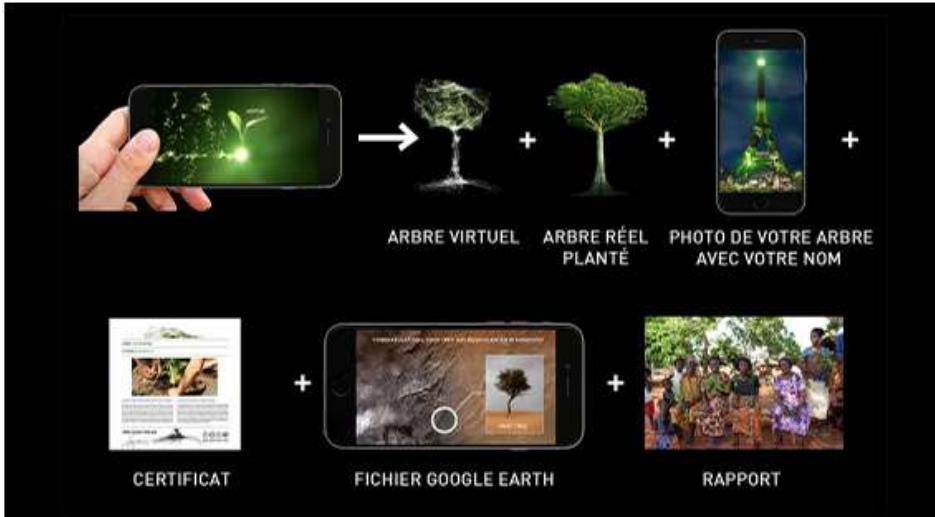 ARBRE VIRTUEL
ARBRE RÉEL
PLANTÉ
PHOTO DE VOTRE ARBRE
AVEC VOTRE NOM
CERTIFICAT
FICHIER GOOGLE EARTH
RAPPORT